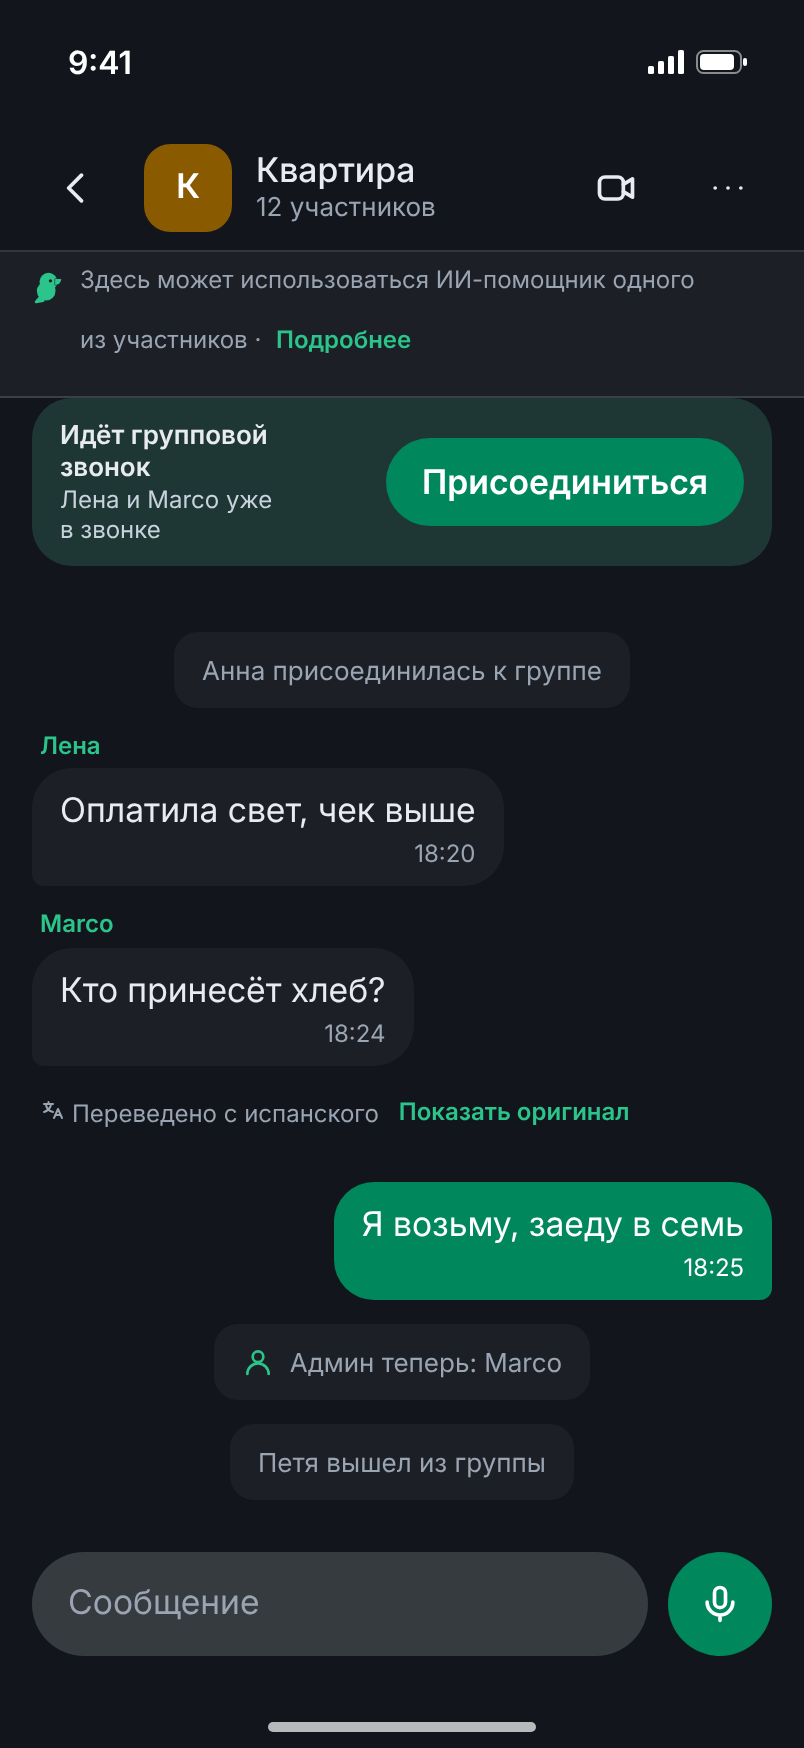 9:41
К
Квартира
12 участников
Здесь может использоваться ИИ-помощник одного
из участников · Подробнее
Идёт групповой
звонок
Лена и Marco уже
в звонке
Присоединиться
Анна присоединилась к группе
Лена
Оплатила свет, чек выше
18:20
Marco
Кто принесёт хлеб?
18:24
Переведено с испанского Показать оригинал
Я возьму, заеду в семь
18:25
Админ теперь: Marco
Петя вышел из группы
Сообщение